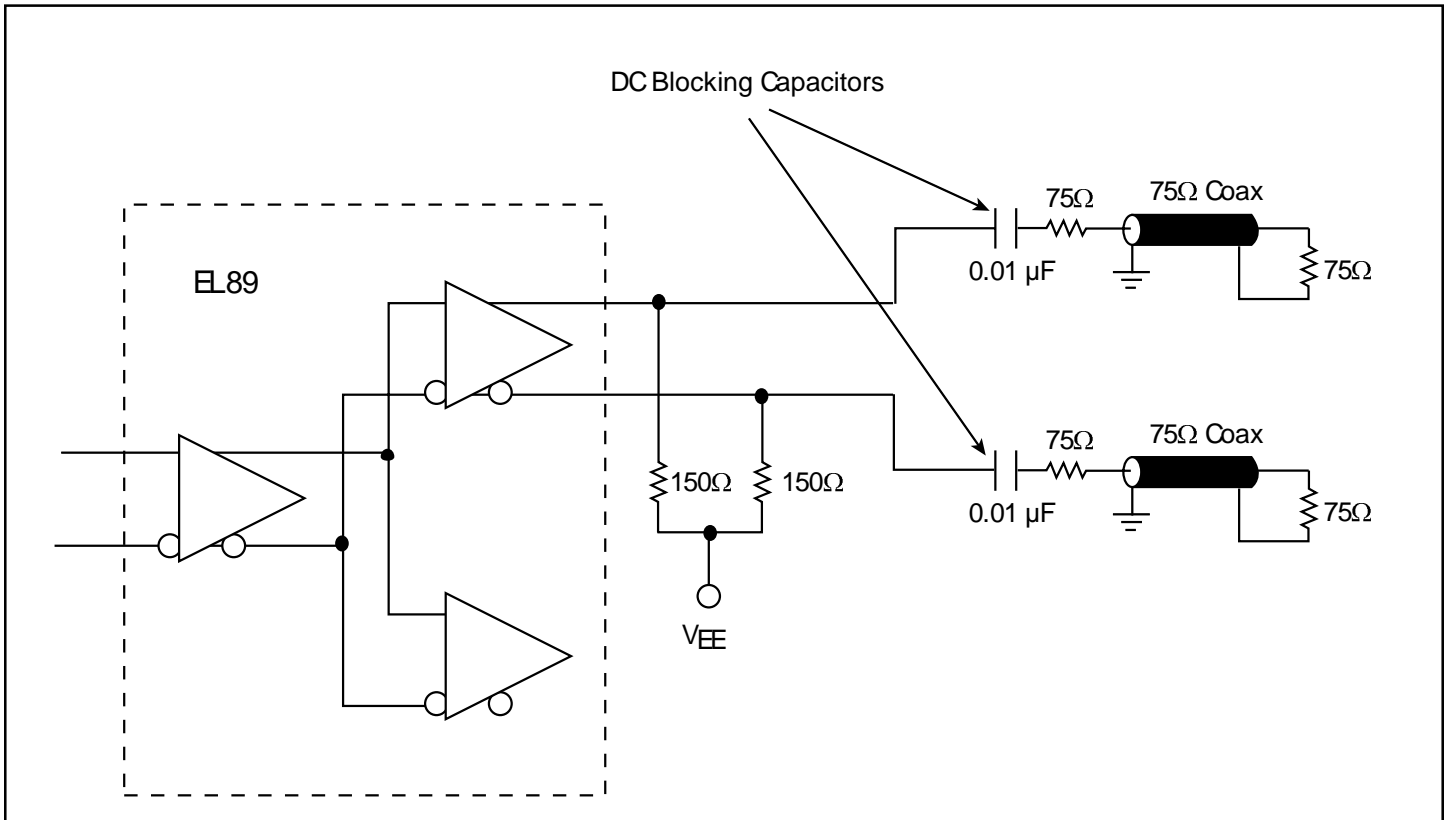 DC Blocking Capacitors
75Ω
75Ω Coax
0.01 µF
75Ω
EL89
75Ω
75Ω Coax
150Ω
150Ω
0.01 µF
75Ω
VEE